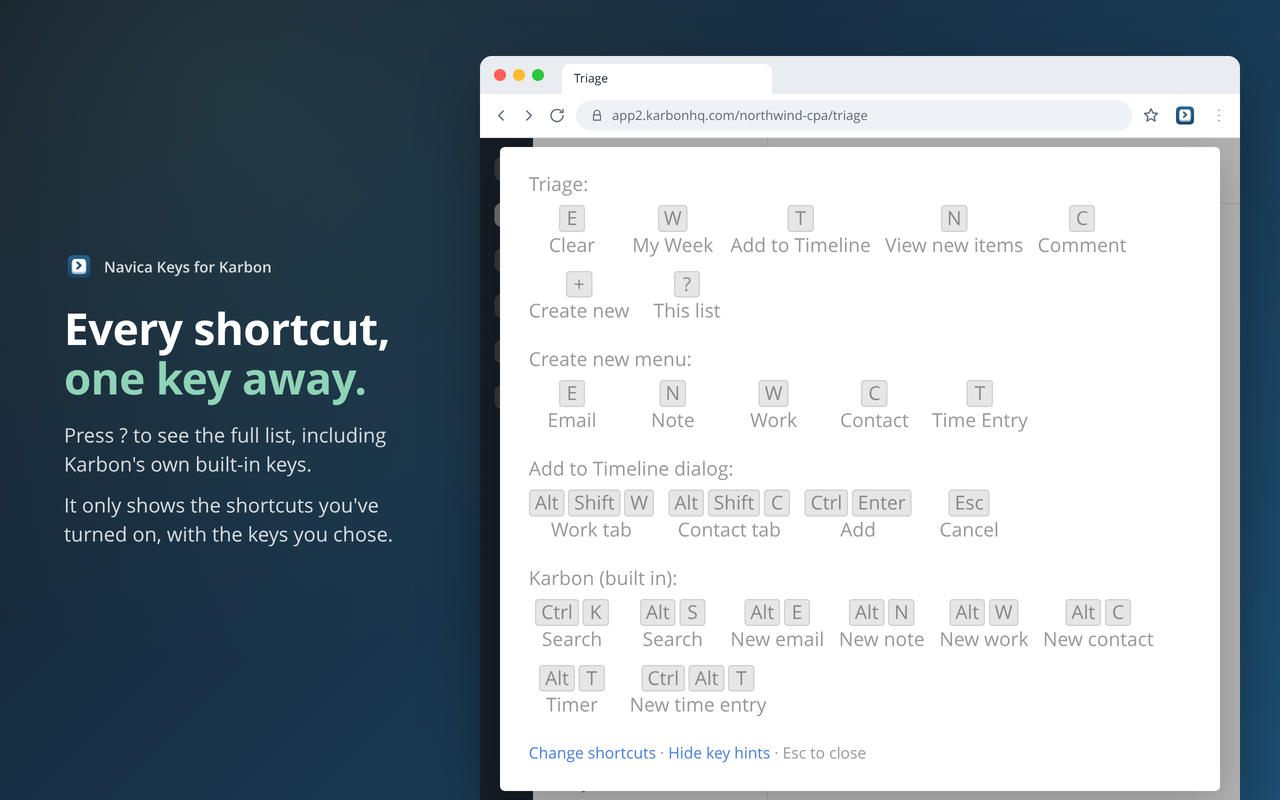 Navica Keys for Karbon
Every shortcut,
one key away.
Press ? to see the full list, including
Karbon's own built-in keys.
It only shows the shortcuts you've
turned on, with the keys you chose.
Triage
app2.karbonhq.com/northwind-cpa/triage
Triage:
E W T N C
Clear My Week Add to Timeline View new items Comment
+ ?
Create new This list
Create new menu:
E N W C T
Email Note Work Contact Time Entry
Add to Timeline dialog:
Alt Shift W Alt Shift C Ctrl Enter Esc
Work tab Contact tab Add Cancel
Karbon (built in):
Ctrl K Alt S Alt E Alt N Alt W Alt C
Search Search New email New note New work New contact
Alt T Ctrl Alt T
Timer New time entry
Change shortcuts · Hide key hints · Esc to close